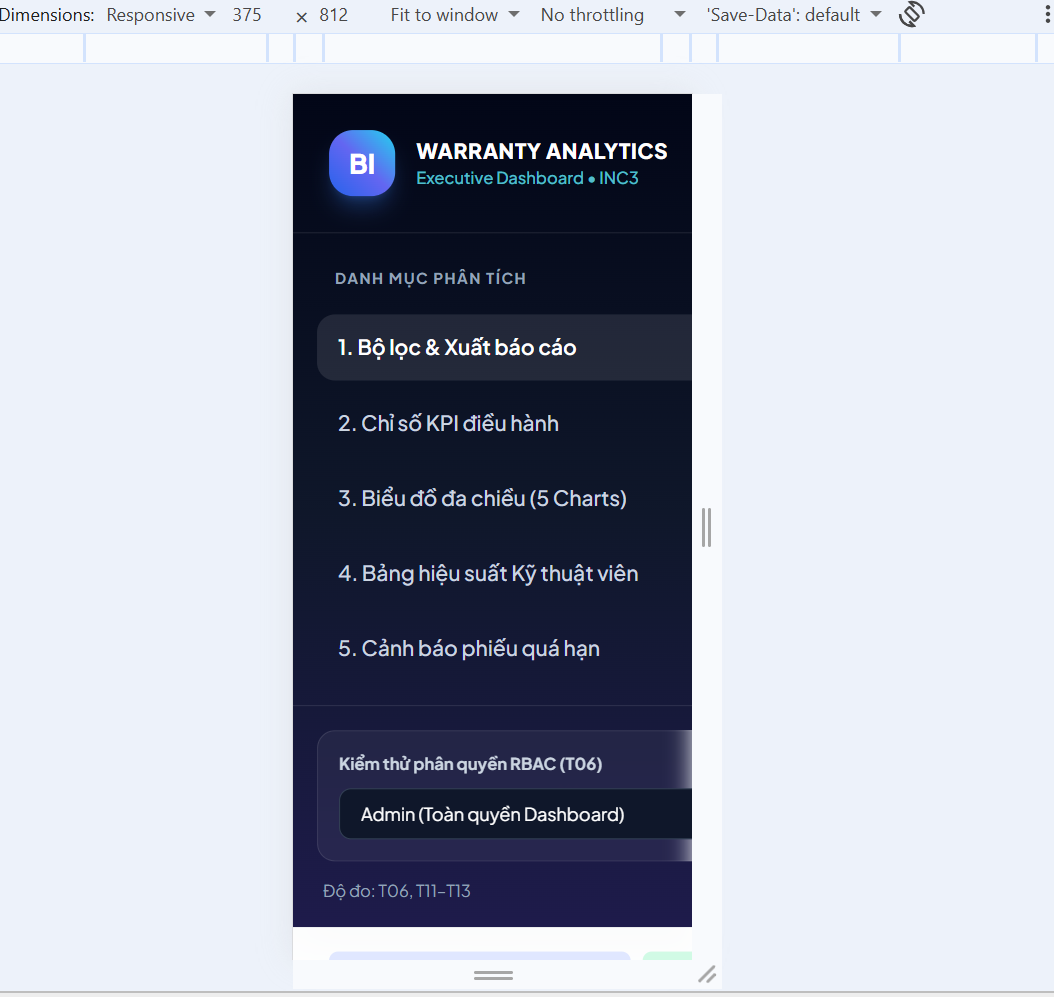 Dimensions: Responsive 375 × 812 Fit to window No throttling 'Save-Data': default
BI
WARRANTY ANALYTICS
Executive Dashboard • INC3
DANH MỤC PHÂN TÍCH
1. Bộ lọc & Xuất báo cáo
2. Chỉ số KPI điều hành
3. Biểu đồ đa chiều (5 Charts)
4. Bảng hiệu suất Kỹ thuật viên
5. Cảnh báo phiếu quá hạn
Kiểm thử phân quyền RBAC (T06)
Admin (Toàn quyền Dashboard)
Độ đo: T06, T11–T13